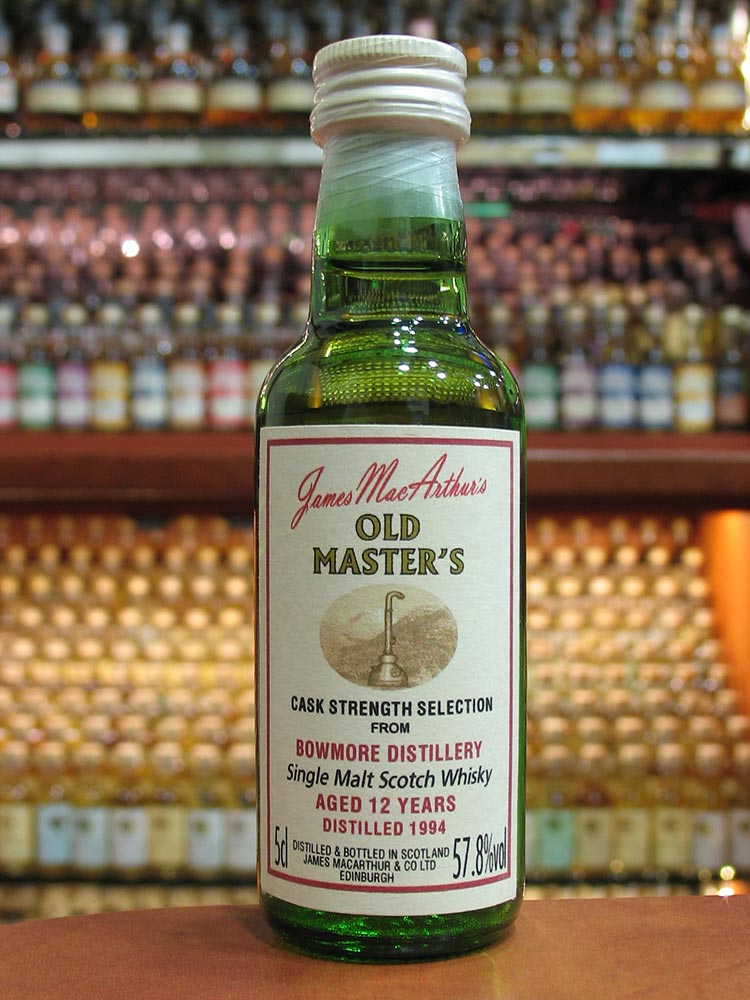 James MacArthur's
OLD
MASTER'S
CASK STRENGTH SELECTION
FROM
BOWMORE DISTILLERY
Single Malt Scotch Whisky
AGED 12 YEARS
DISTILLED 1994
5cl DISTILLED & BOTTLED IN SCOTLAND 57.8%vol
JAMES MACARTHUR & CO LTD
EDINBURGH